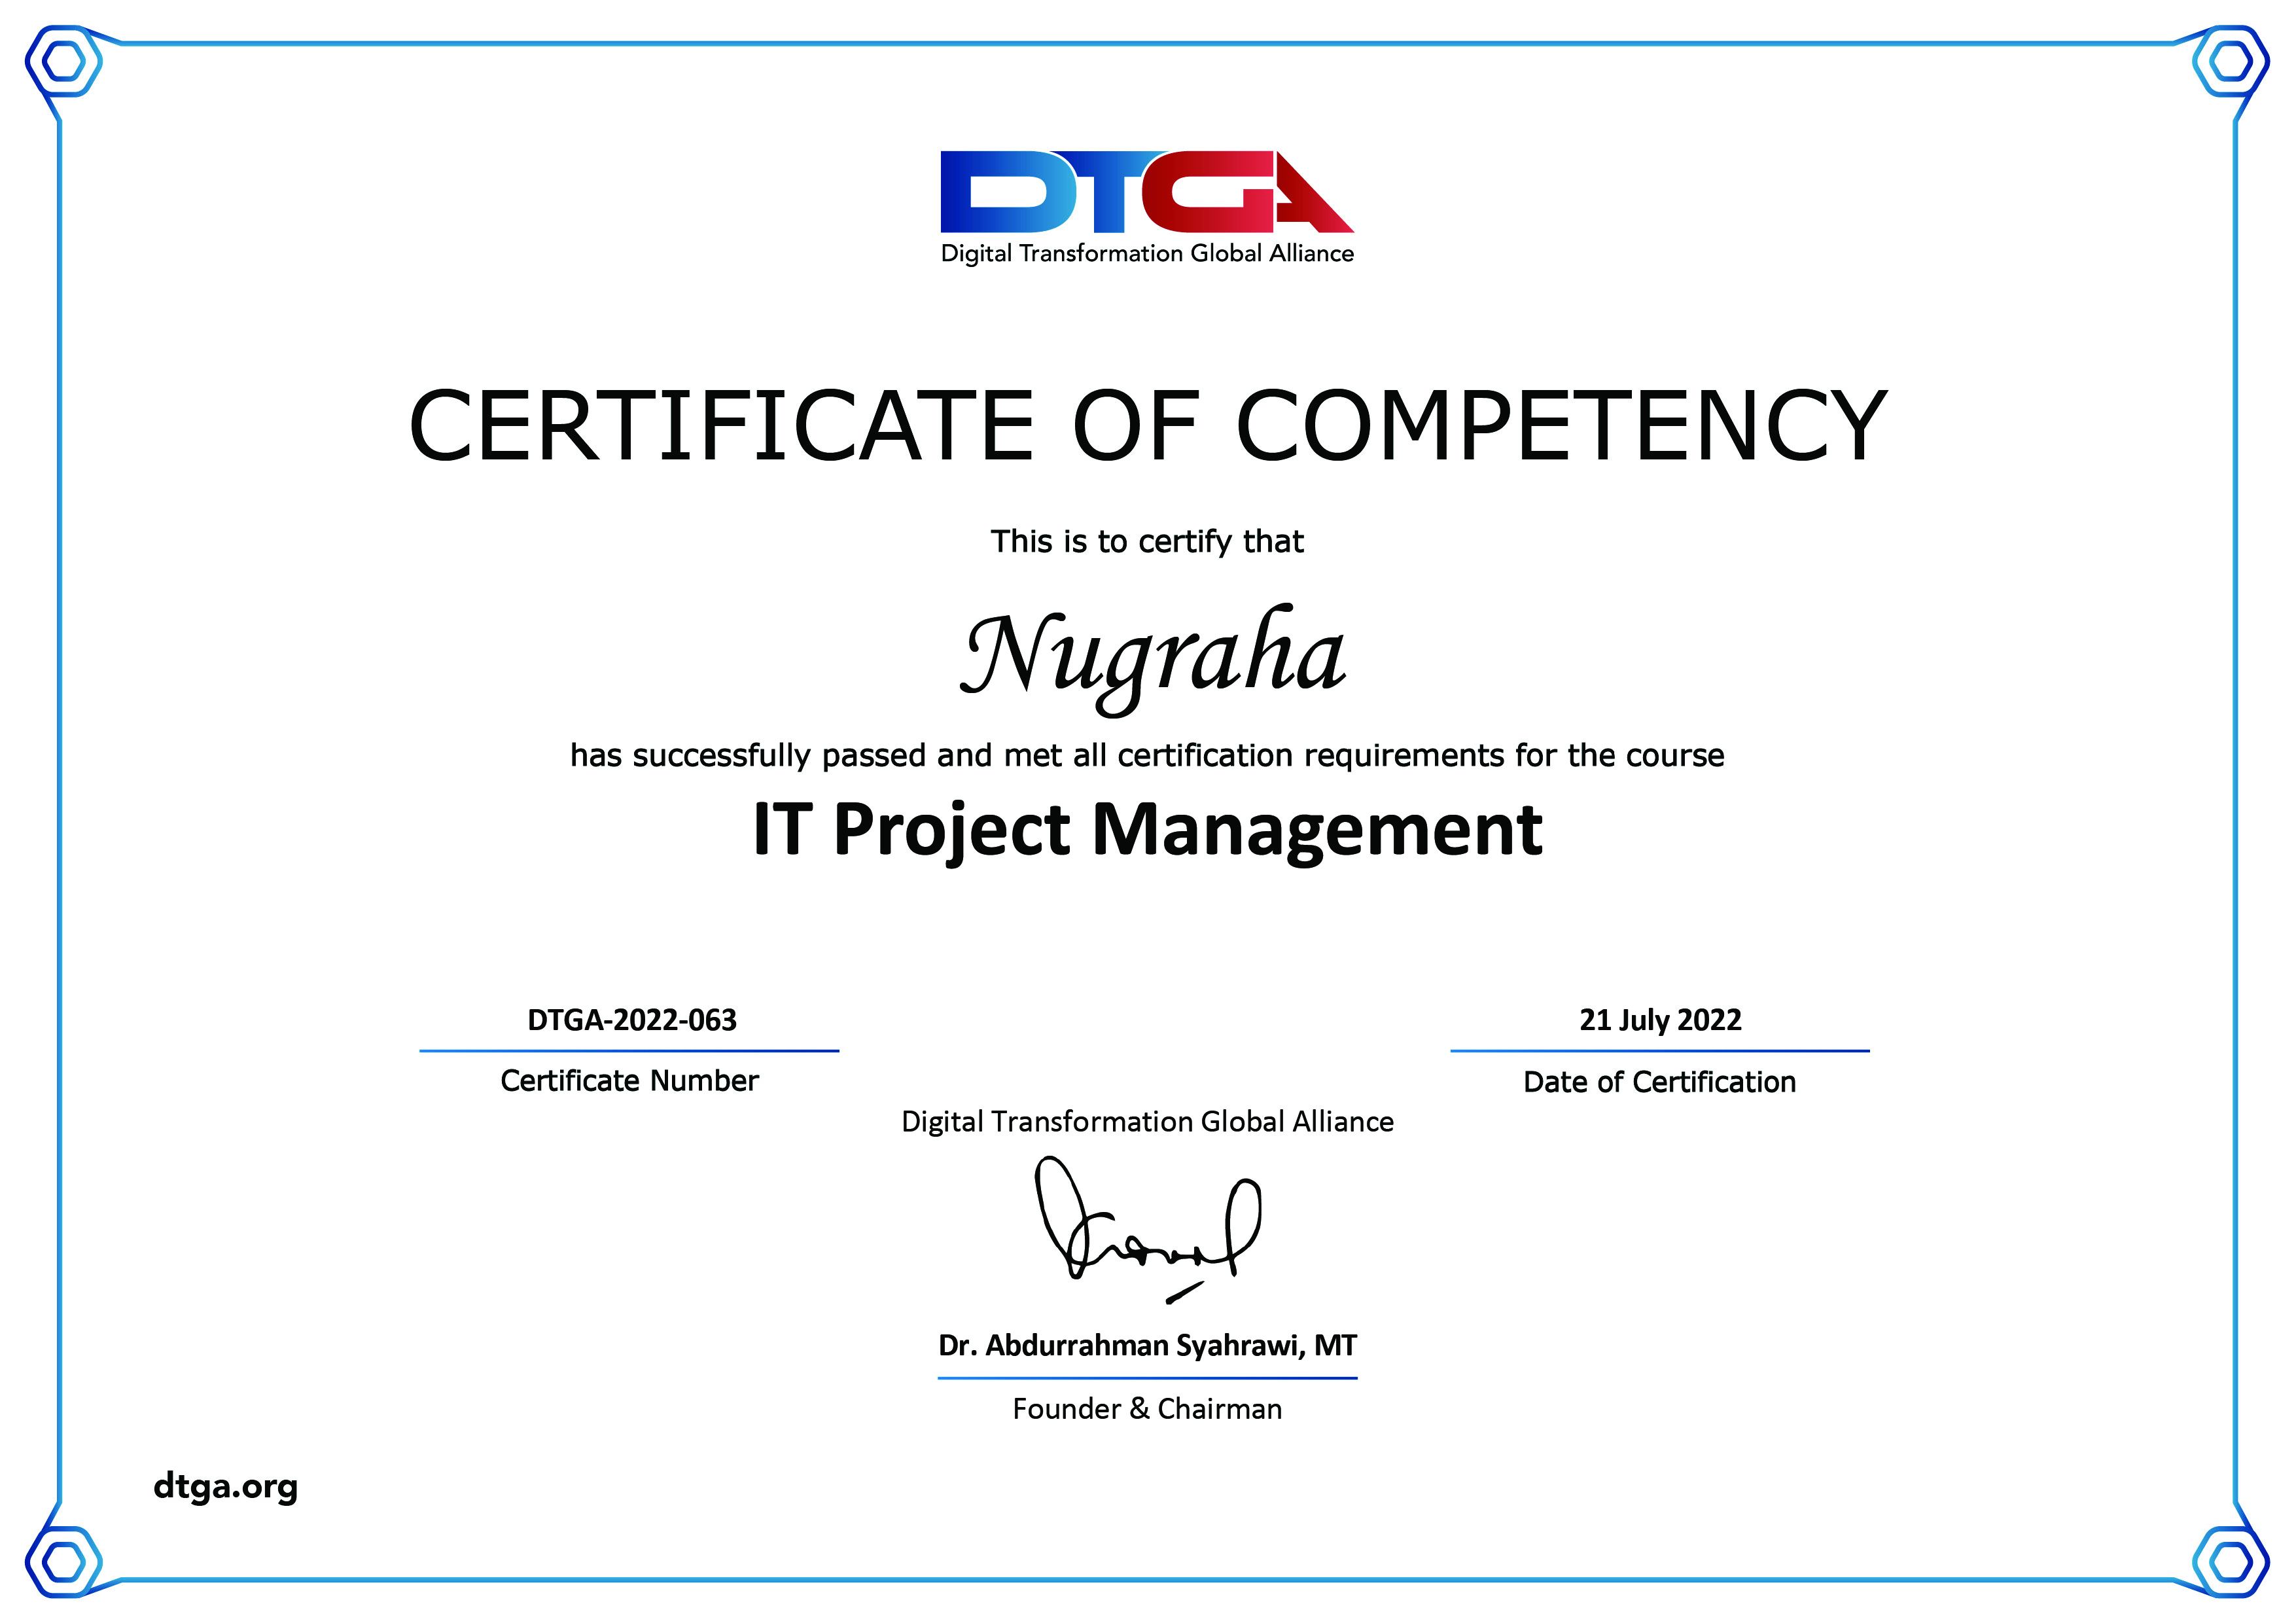 DTGA
Digital Transformation Global Alliance
CERTIFICATE OF COMPETENCY
This is to certify that
Nugraha
has successfully passed and met all certification requirements for the course
IT Project Management
DTGA-2022-063
Certificate Number
21 July 2022
Date of Certification
Digital Transformation Global Alliance
Dr. Abdurrahman Syahrawi, MT
Founder & Chairman
dtga.org